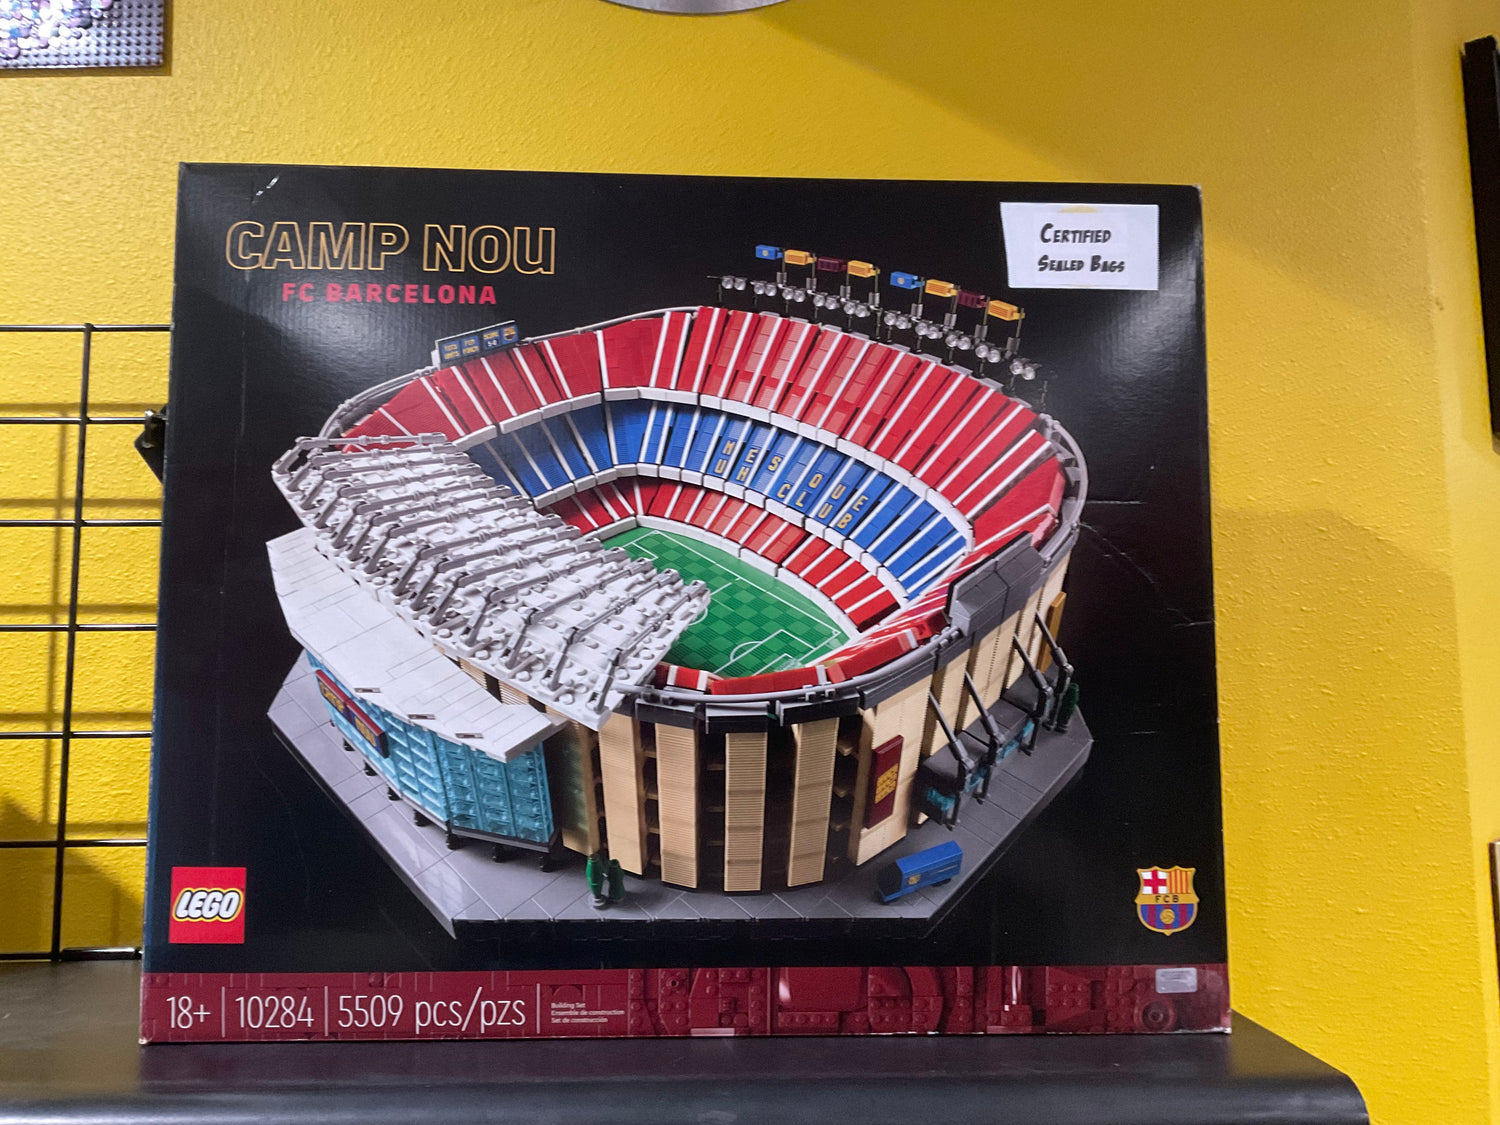 CAMP NOU
FC BARCELONA
CERTIFIED
SEALED BAGS
MES QUE
UN CLUB
LEGO
FCB
18+ 10284 5509 pcs/pzs
Building Set
Ensemble de construction
Set de construcción